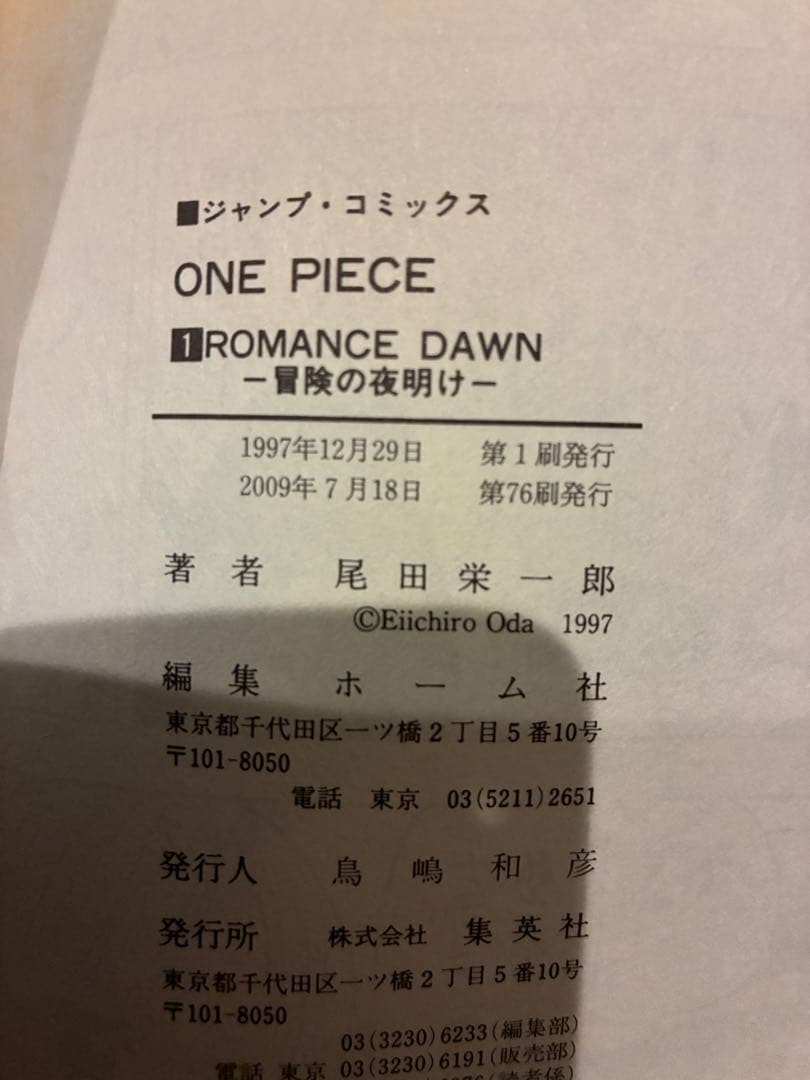 ■ジャンプ・コミックス
ONE PIECE
1 ROMANCE DAWN
－冒険の夜明け－
1997年12月29日 第1刷発行
2009年7月18日 第76刷発行
著者 尾田栄一郎
©Eiichiro Oda 1997
編集 ホーム社
東京都千代田区一ツ橋2丁目5番10号
〒101-8050
電話 東京 03(5211)2651
発行人 鳥嶋和彦
発行所 株式会社 集英社
東京都千代田区一ツ橋2丁目5番10号
〒101-8050
03(3230)6233(編集部)
電話 東京 03(3230)6191(販売部)
(読者係)